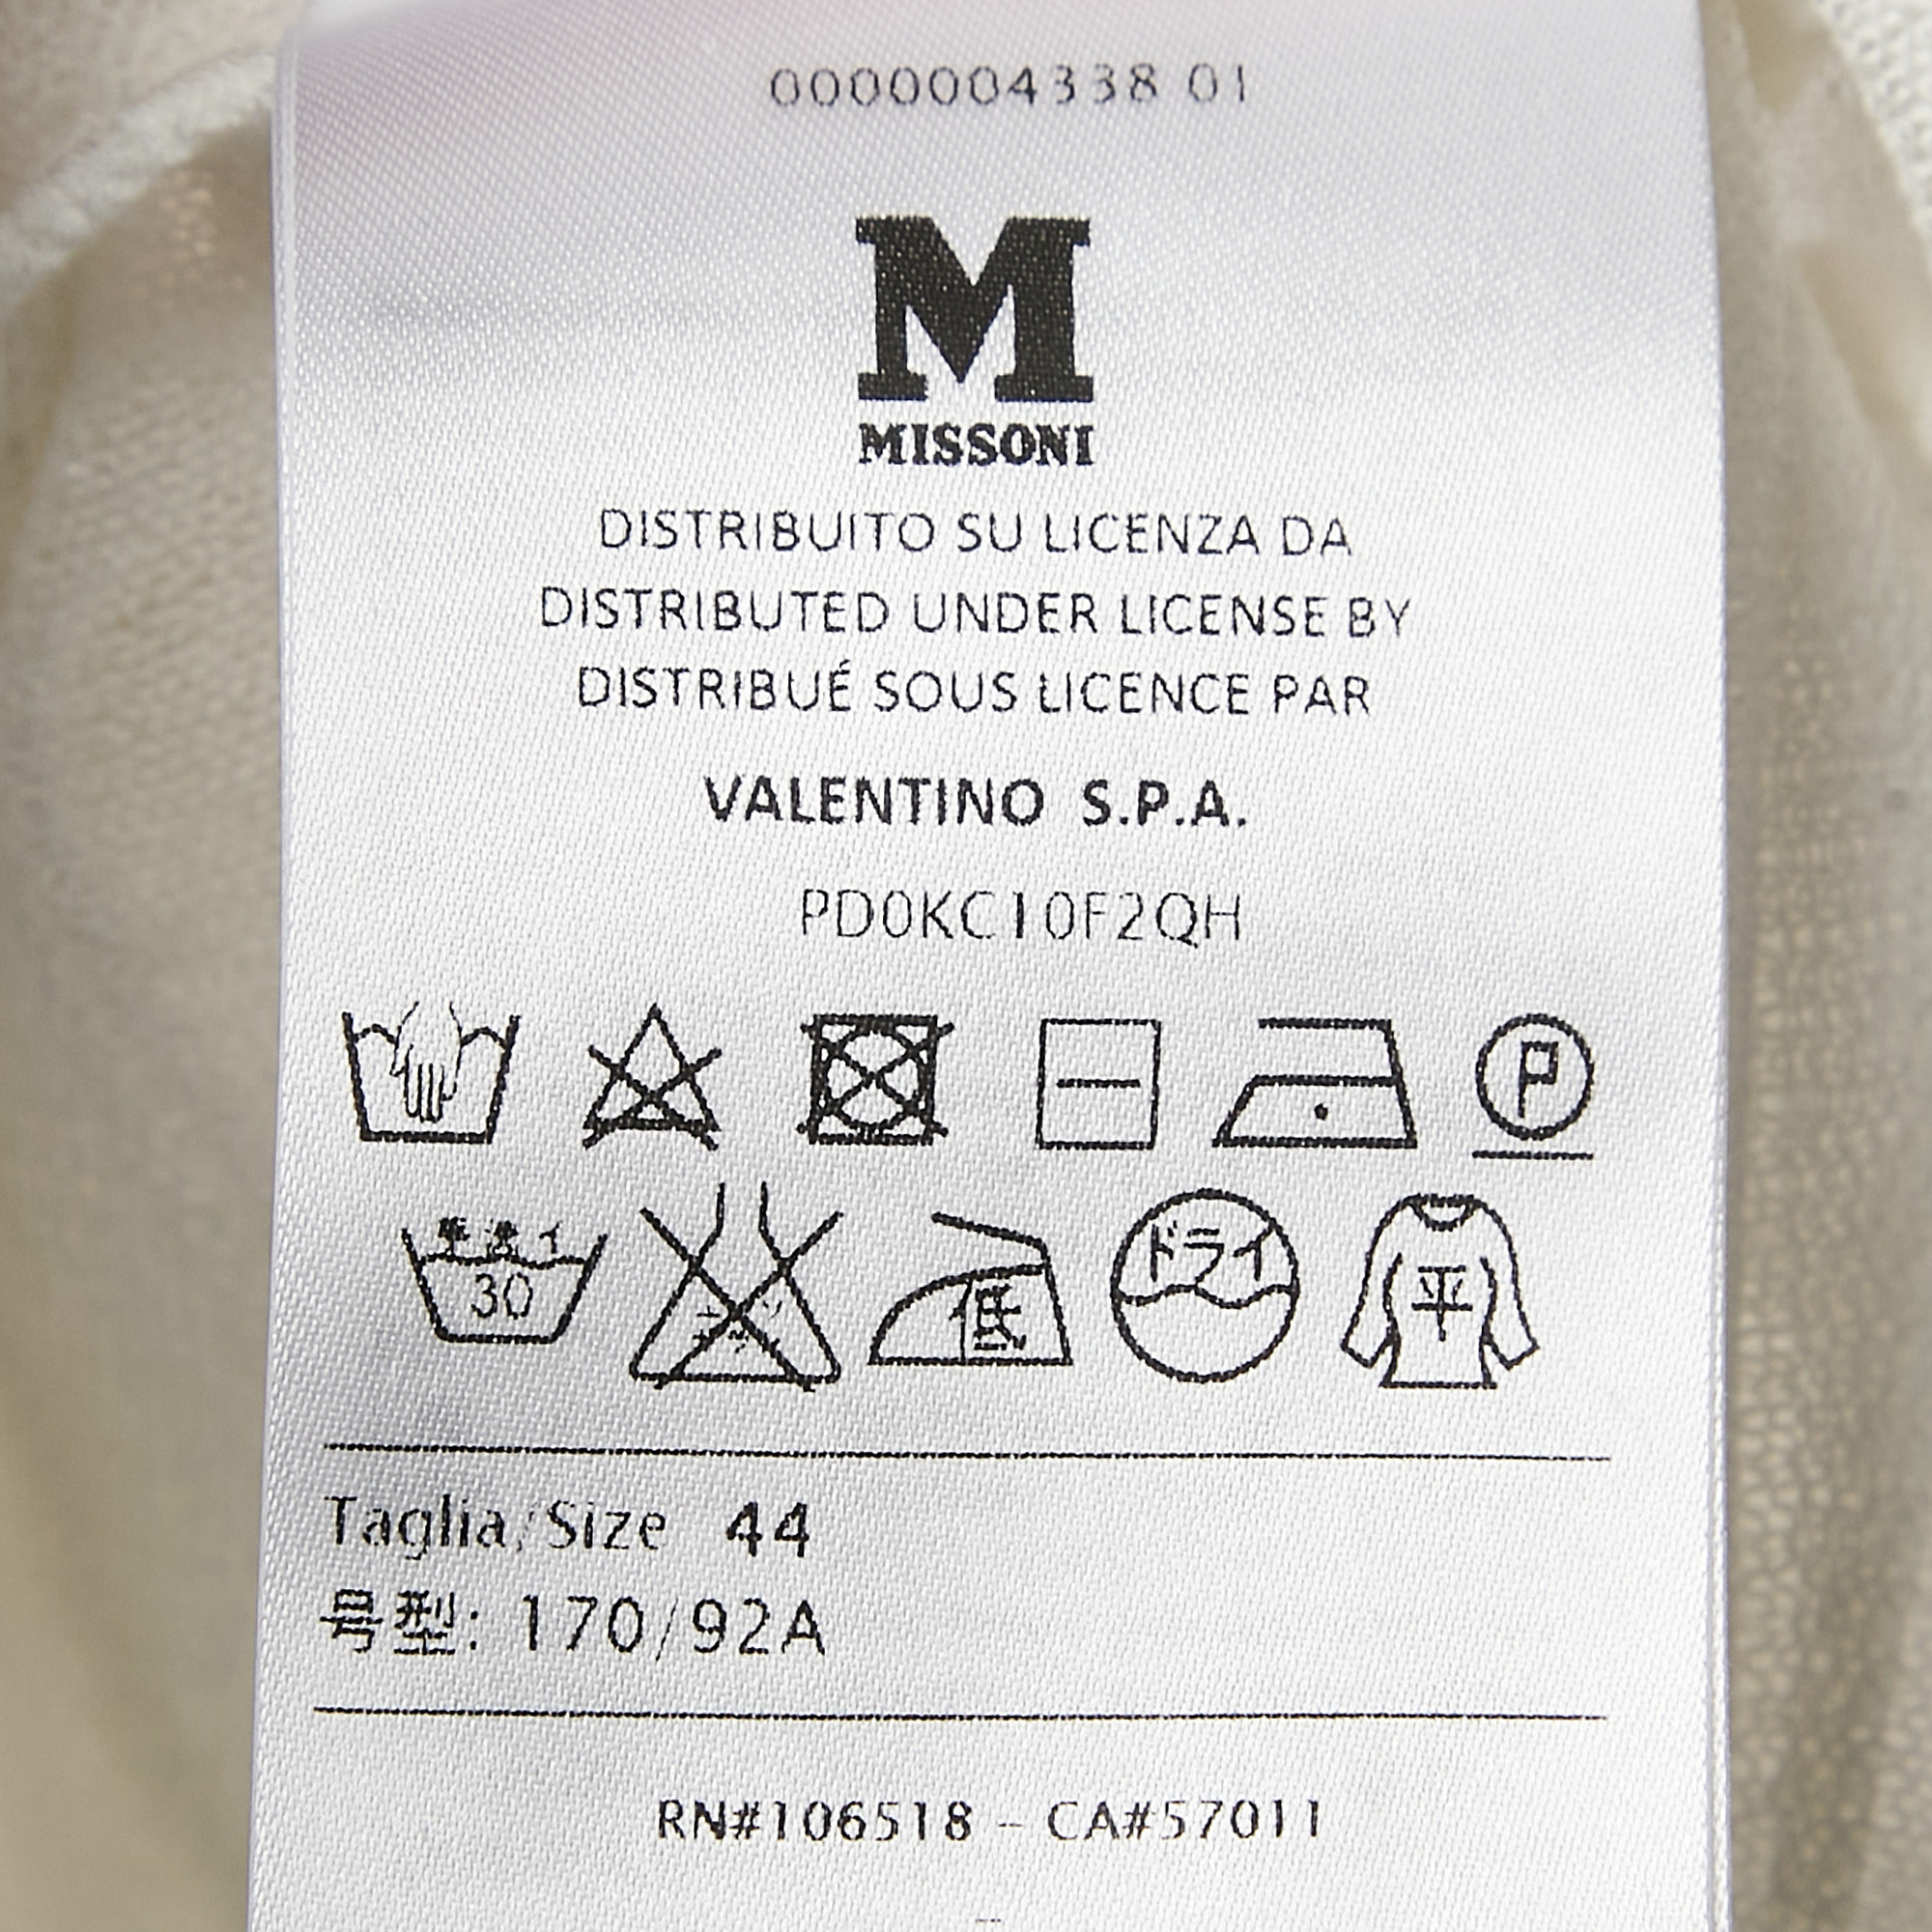 0000004338 01
M
MISSONI
DISTRIBUITO SU LICENZA DA
DISTRIBUTED UNDER LICENSE BY
DISTRIBUÉ SOUS LICENCE PAR
VALENTINO S.P.A.
PD0KC10F2QH
P
30
低
ドライ
平
Taglia/Size 44
号型: 170/92A
RN#106518 - CA#57011